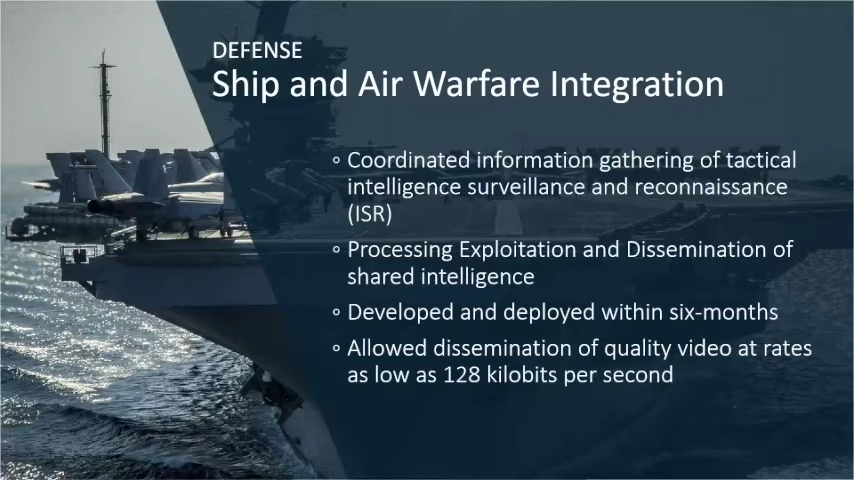 DEFENSE
Ship and Air Warfare Integration
◦ Coordinated information gathering of tactical
intelligence surveillance and reconnaissance
(ISR)
◦ Processing Exploitation and Dissemination of
shared intelligence
◦ Developed and deployed within six-months
◦ Allowed dissemination of quality video at rates
as low as 128 kilobits per second